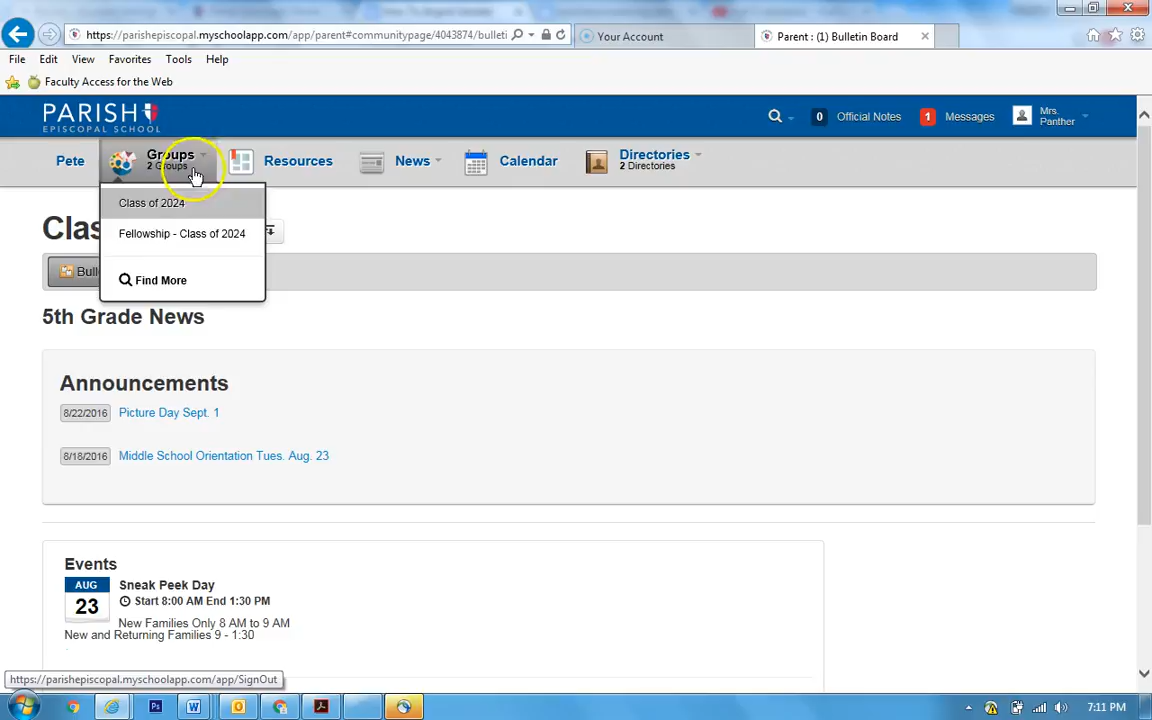 https://parishepiscopal.myschoolapp.com/app/parent#communitypage/4043874/bulleti
Your Account
Parent : (1) Bulletin Board
File Edit View Favorites Tools Help
Faculty Access for the Web
PARISH
EPISCOPAL SCHOOL
0 Official Notes
1 Messages
Mrs.
Panther
Pete
Groups
2 Groups
Resources
News
Calendar
Directories
2 Directories
Class of 2024
Fellowship - Class of 2024
Find More
Clas
Bull
5th Grade News
Announcements
8/22/2016 Picture Day Sept. 1
8/18/2016 Middle School Orientation Tues. Aug. 23
Events
AUG
23
Sneak Peek Day
Start 8:00 AM End 1:30 PM
New Families Only 8 AM to 9 AM
New and Returning Families 9 - 1:30
https://parishepiscopal.myschoolapp.com/app/SignOut
7:11 PM